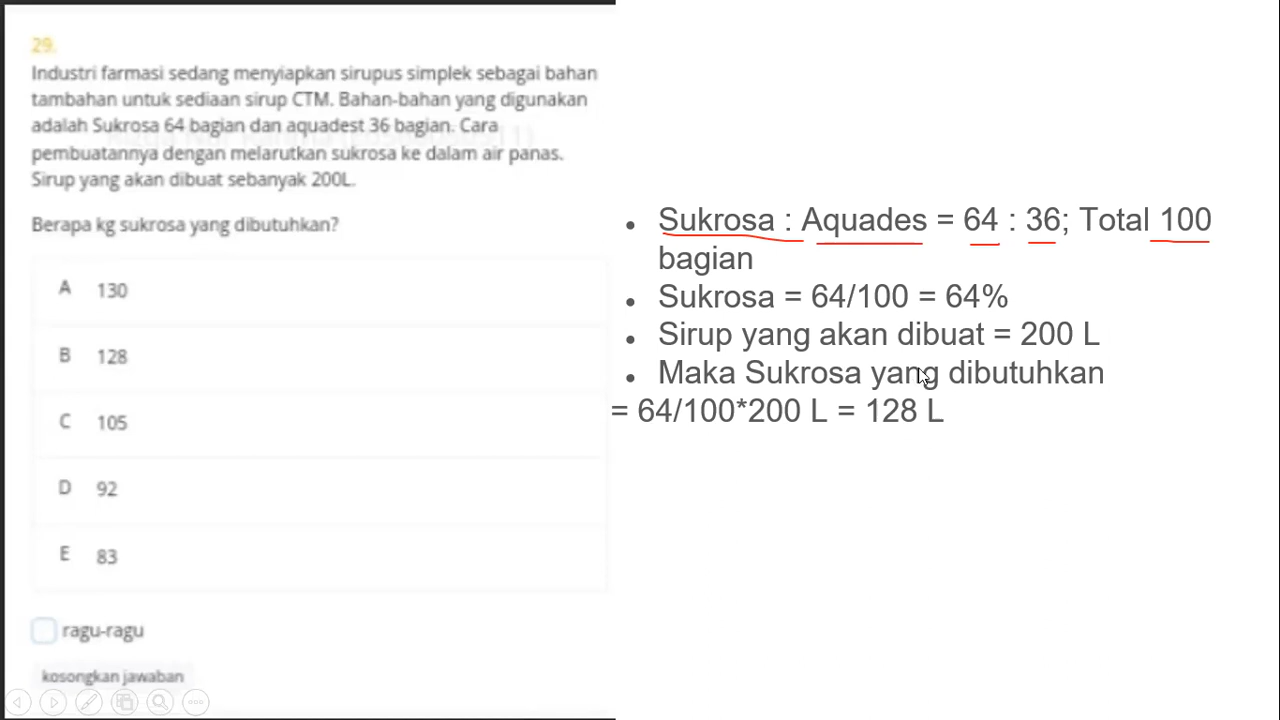 29.
Industri farmasi sedang menyiapkan sirupus simplek sebagai bahan
tambahan untuk sediaan sirup CTM. Bahan-bahan yang digunakan
adalah Sukrosa 64 bagian dan aquadest 36 bagian. Cara
pembuatannya dengan melarutkan sukrosa ke dalam air panas.
Sirup yang akan dibuat sebanyak 200L.
Berapa kg sukrosa yang dibutuhkan?
A 130
B 128
C 105
D 92
E 83
ragu-ragu
kosongkan jawaban
• Sukrosa : Aquades = 64 : 36; Total 100
bagian
• Sukrosa = 64/100 = 64%
• Sirup yang akan dibuat = 200 L
• Maka Sukrosa yang dibutuhkan
= 64/100*200 L = 128 L